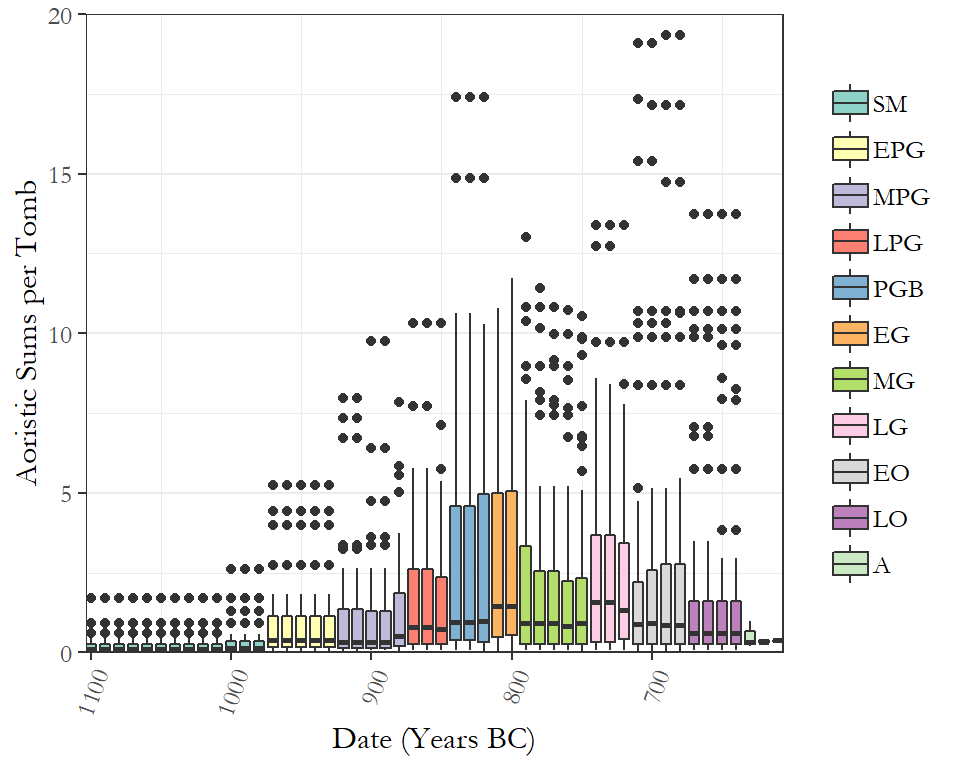 Aoristic Sums per Tomb
20
15
10
5
0
1100
1000
900
800
700
Date (Years BC)
SM
EPG
MPG
LPG
PGB
EG
MG
LG
EO
LO
A